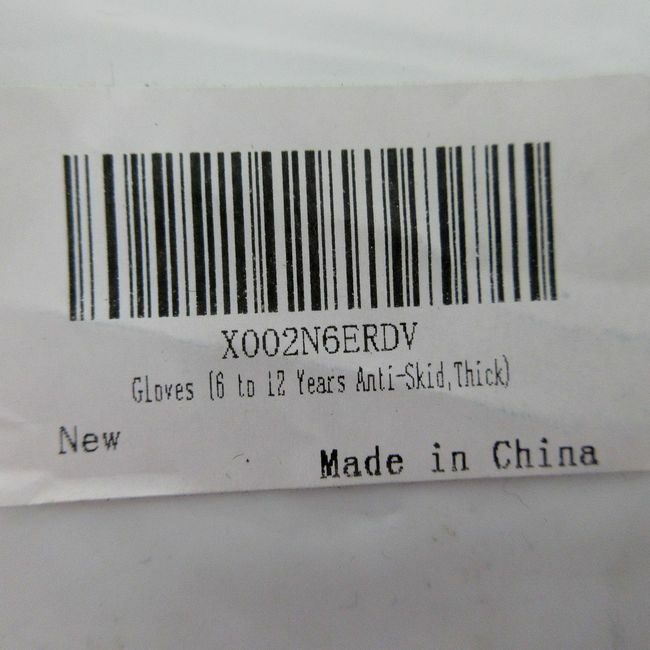 X002N6ERDV
Gloves (6 to 12 Years Anti-Skid,Thick)
New
Made in China